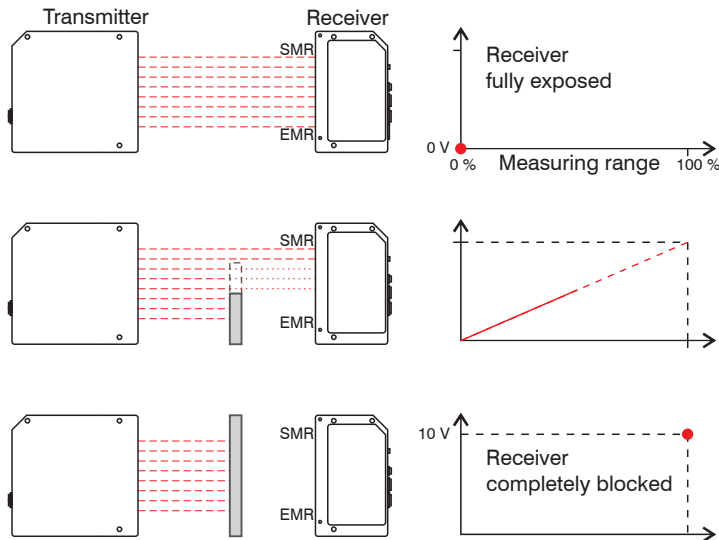 Transmitter
Receiver
SMR
EMR
Receiver
fully exposed
0 V
0 %
Measuring range
100 %
SMR
EMR
SMR
EMR
10 V
Receiver
completely blocked